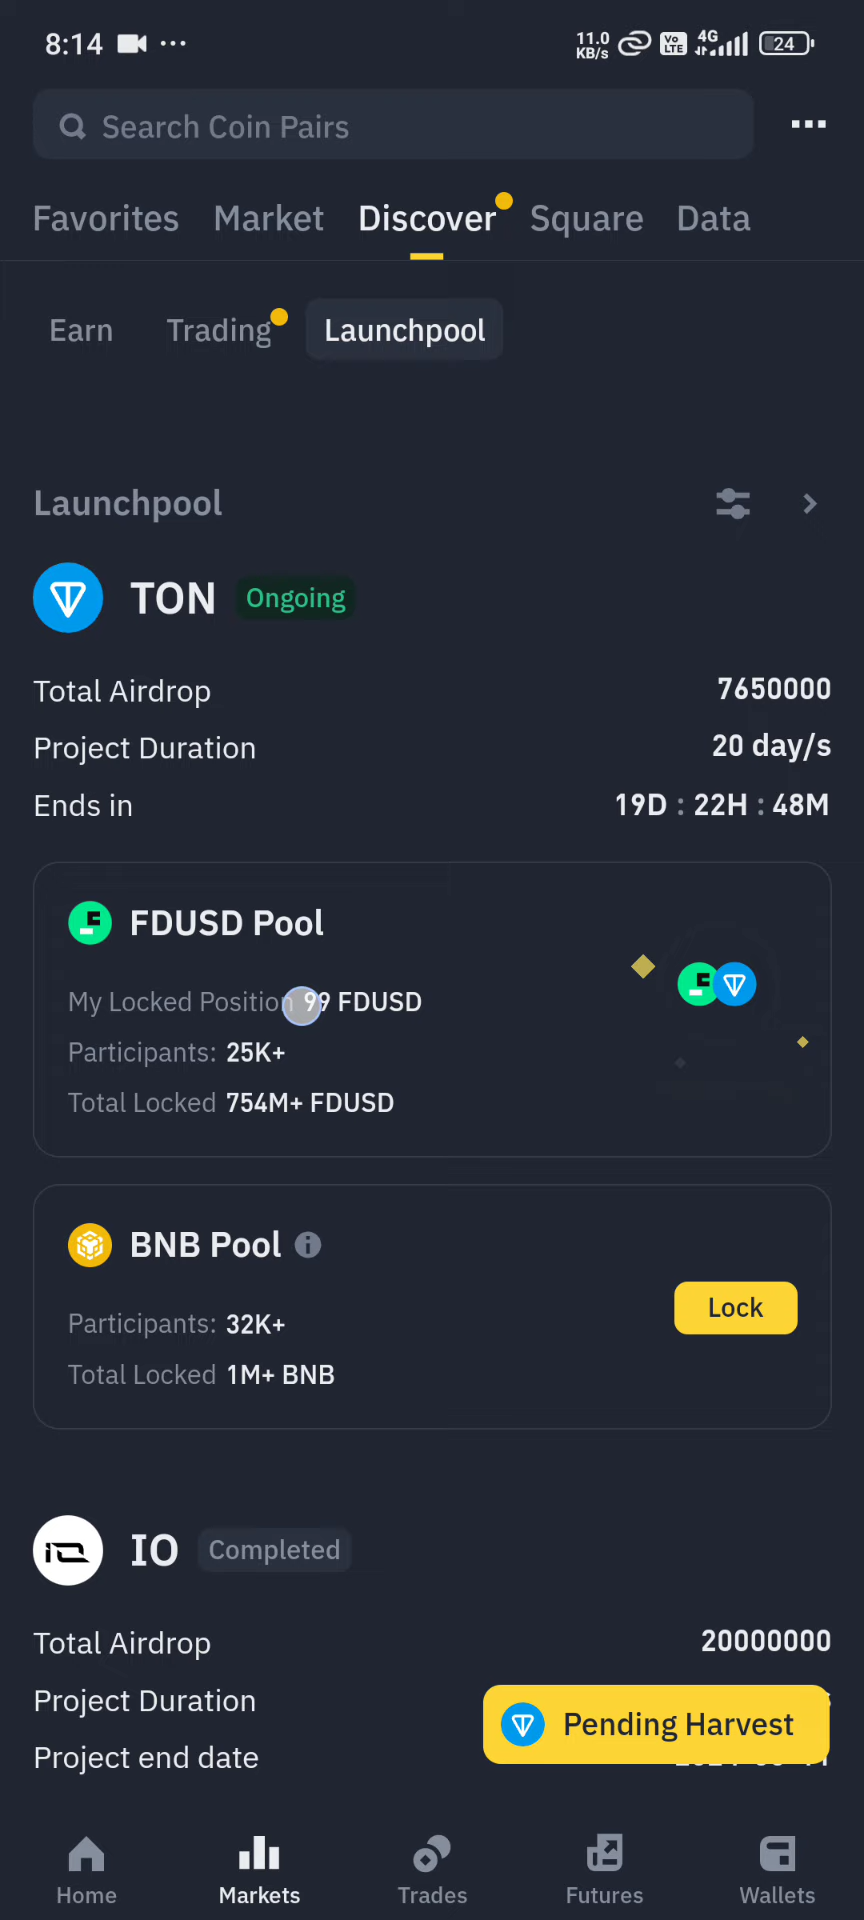 8:14 ...
11.0 KB/s Vo LTE 4G 24
Search Coin Pairs
Favorites Market Discover Square Data
Earn Trading Launchpool
Launchpool
TON Ongoing
Total Airdrop 7650000
Project Duration 20 day/s
Ends in 19D : 22H : 48M
FDUSD Pool
My Locked Position 99 FDUSD
Participants: 25K+
Total Locked 754M+ FDUSD
BNB Pool
Participants: 32K+
Lock
Total Locked 1M+ BNB
IO Completed
Total Airdrop 20000000
Project Duration
Pending Harvest
Project end date
Home Markets Trades Futures Wallets